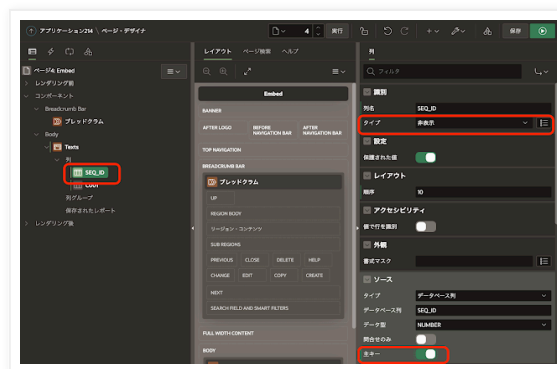 アプリケーション214 \ ページ・デザイナ
4
実行
保存
レイアウト ページ検索 ヘルプ
列
ページ4: Embed
レンダリング前
コンポーネント
Breadcrumb Bar
ブレッドクラム
Body
Texts
列
SEQ_ID
C001
列グループ
保存されたレポート
レンダリング後
Embed
BANNER
AFTER LOGO
BEFORE NAVIGATION BAR
AFTER NAVIGATION BAR
TOP NAVIGATION
BREADCRUMB BAR
ブレッドクラム
UP
REGION BODY
リージョン・コンテンツ
SUB REGIONS
PREVIOUS CLOSE DELETE HELP
CHANGE EDIT COPY CREATE
NEXT
SEARCH FIELD AND SMART FILTERS
FULL WIDTH CONTENT
BODY
フィルタ
識別
列名 SEQ_ID
タイプ 非表示
設定
保護された値
レイアウト
順序 10
アクセシビリティ
値で行を識別
外観
書式マスク
ソース
タイプ データベース列
データベース列 SEQ_ID
データ型 NUMBER
問合せのみ
主キー